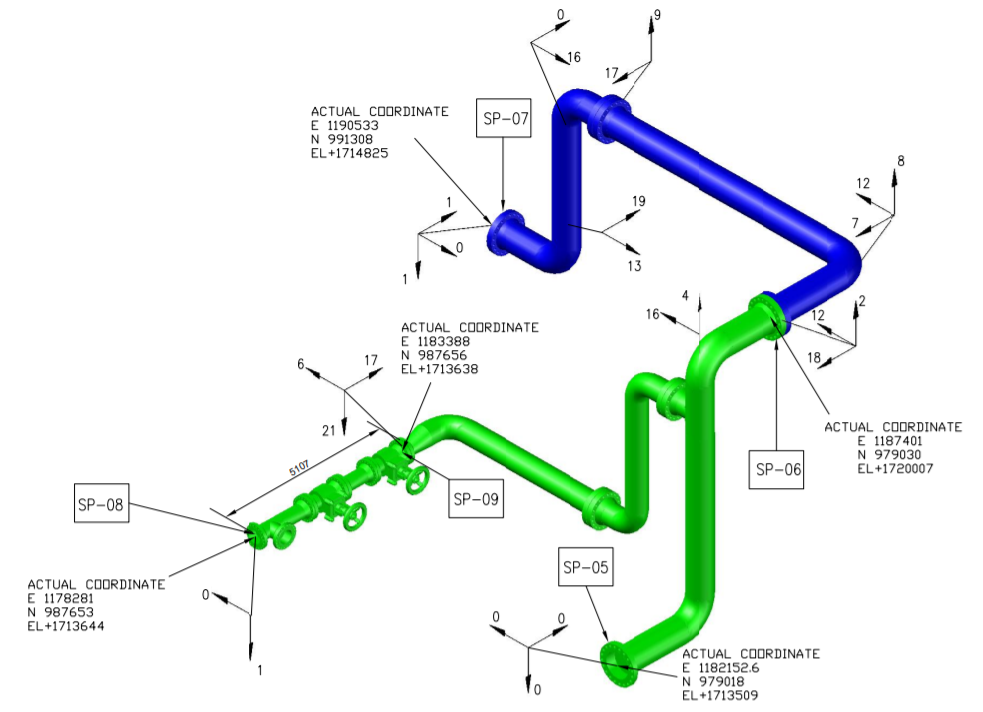 0
9
16
17
ACTUAL COORDINATE
E 1190533
N 991308
EL+1714825
SP-07
8
12
7
1
0
1
19
13
4
16
12
2
18
ACTUAL COORDINATE
E 1183388
N 987656
EL+1713638
6
17
21
5107
ACTUAL COORDINATE
E 1187401
N 979030
EL+1720007
SP-06
SP-09
SP-08
SP-05
ACTUAL COORDINATE
E 1178281
N 987653
EL+1713644
0
1
0
0
0
ACTUAL COORDINATE
E 1182152.6
N 979018
EL+1713509